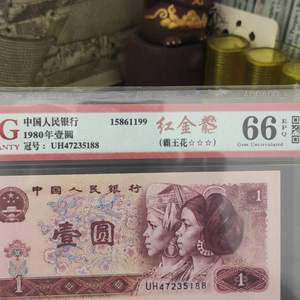 G
ANTY
中国人民银行
1980年壹圆
冠号：UH47235188
15861199
红金龙
(霸王花☆☆☆)
66
EPQ
Gem Uncirculated
中国人民银行
1
壹圆
UH47235188
1
1